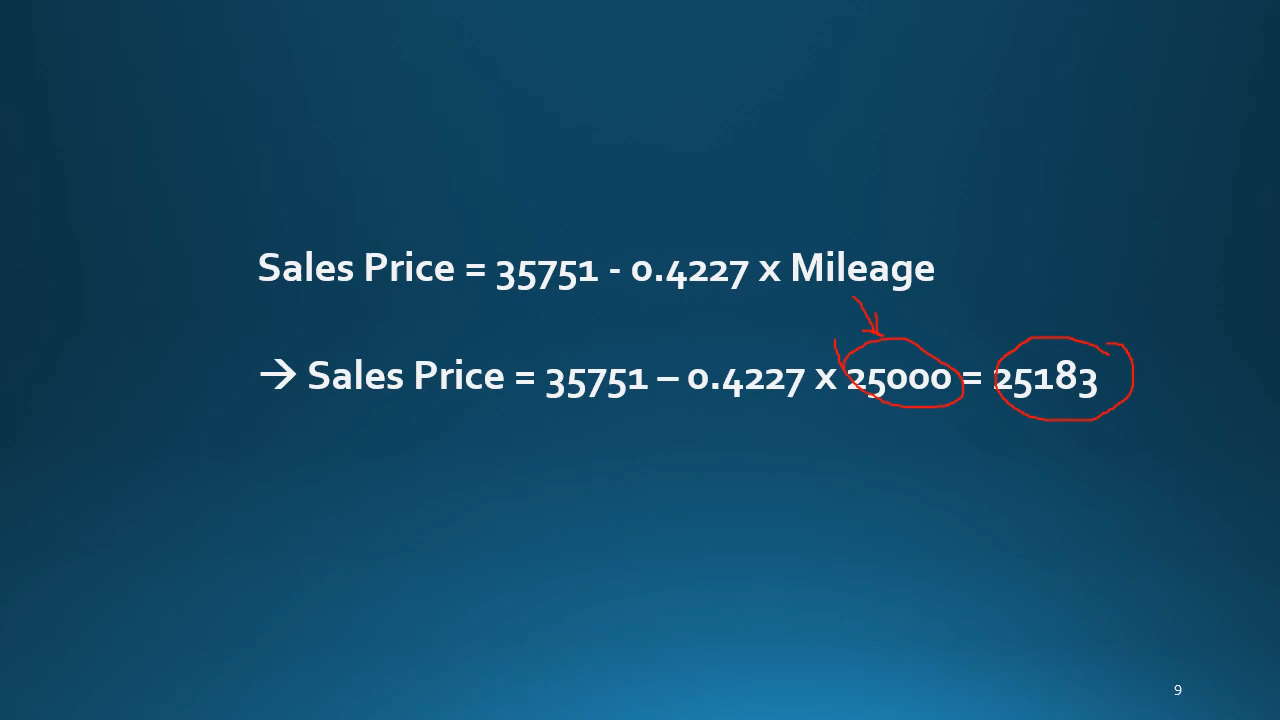 Sales Price = 35751 - 0.4227 x Mileage
→ Sales Price = 35751 – 0.4227 x 25000 = 25183
9